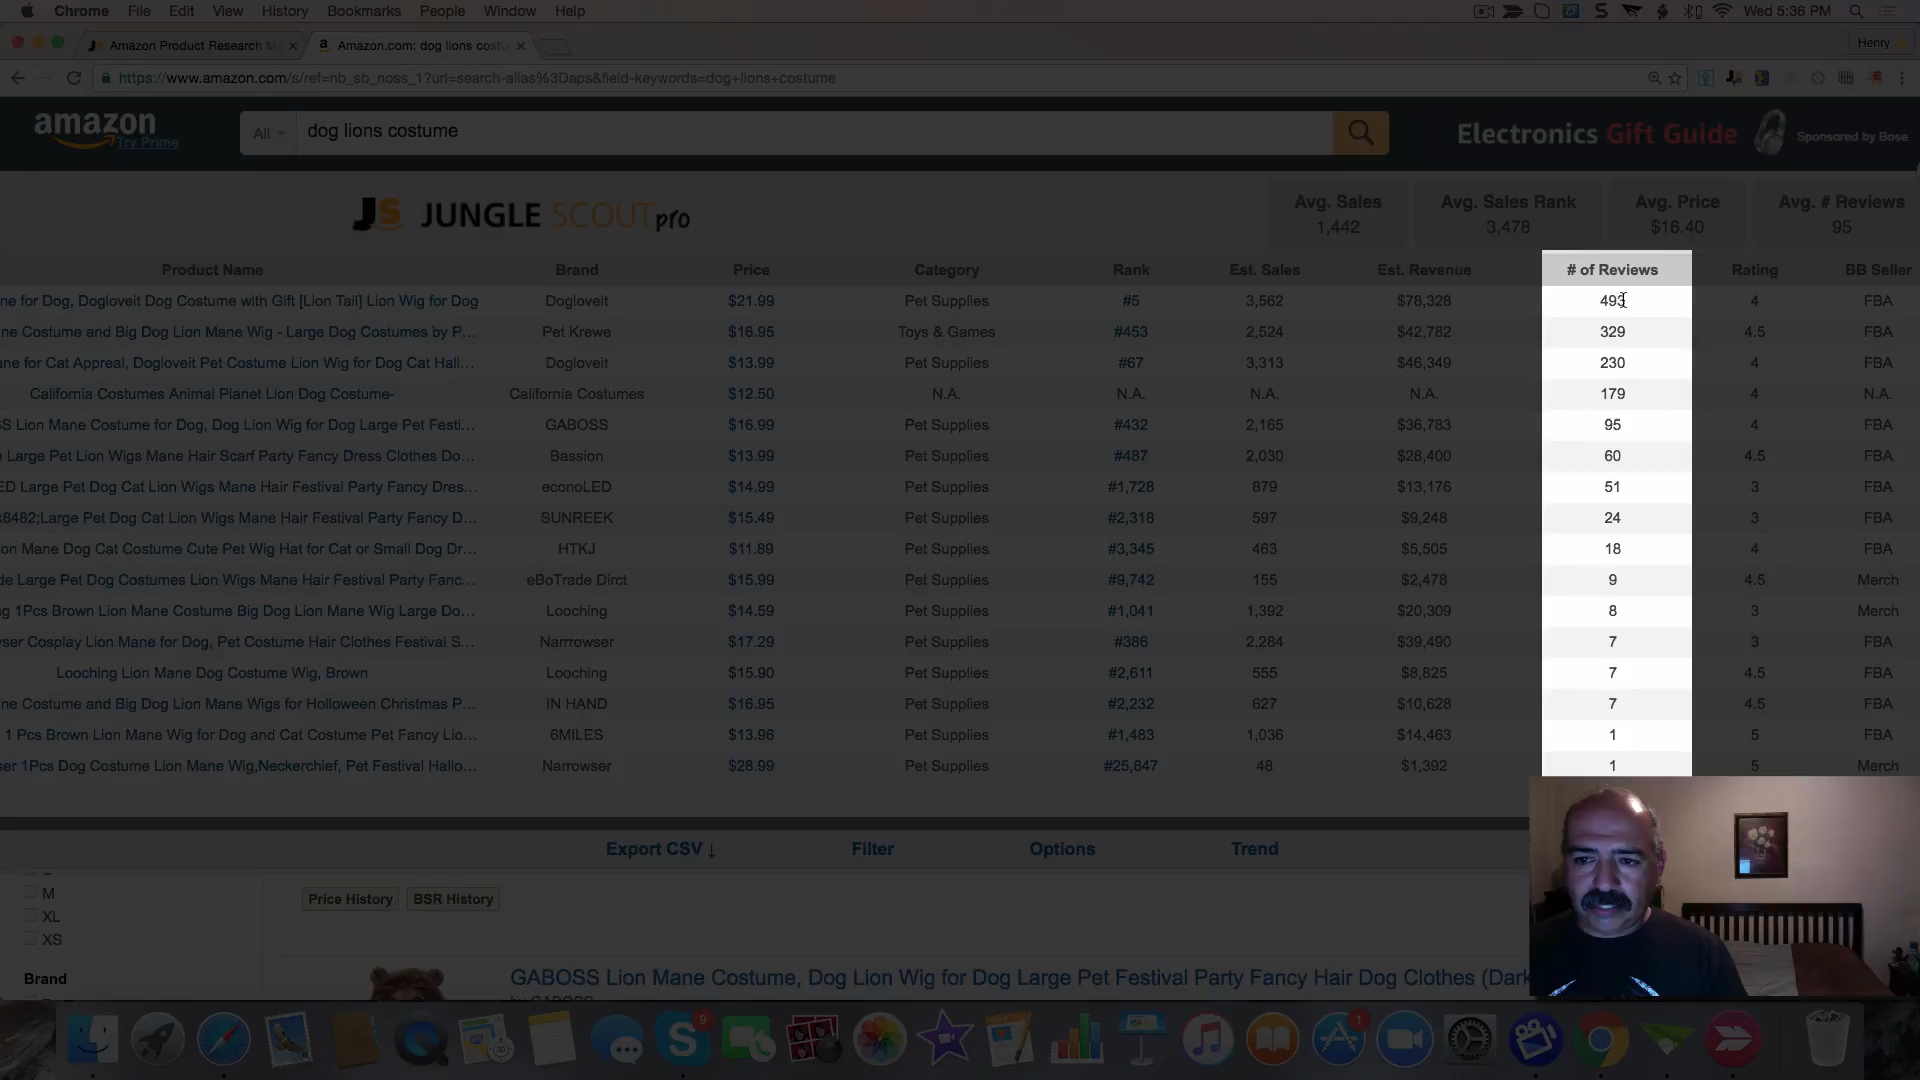 Chrome File Edit View History Bookmarks People Window Help Wed 5:36 PM
Amazon Product Research M Amazon.com: dog lions costu Henry
https://www.amazon.com/s/ref=nb_sb_noss_1?url=search-alias%3Daps&field-keywords=dog+lions+costume
amazon
Try Prime
All dog lions costume
Electronics Gift Guide Sponsored by Bose
JS JUNGLE SCOUT pro
Avg. Sales Avg. Sales Rank Avg. Price Avg. # Reviews
1,442 3,478 $16.40 95
Product Name Brand Price Category Rank Est. Sales Est. Revenue # of Reviews Rating BB Seller
ne for Dog, Dogloveit Dog Costume with Gift [Lion Tail] Lion Wig for Dog Dogloveit $21.99 Pet Supplies #5 3,562 $78,328 493 4 FBA
ne Costume and Big Dog Lion Mane Wig - Large Dog Costumes by P... Pet Krewe $16.95 Toys & Games #453 2,524 $42,782 329 4.5 FBA
ane for Cat Appreal, Dogloveit Pet Costume Lion Wig for Dog Cat Hall... Dogloveit $13.99 Pet Supplies #67 3,313 $46,349 230 4 FBA
California Costumes Animal Planet Lion Dog Costume- California Costumes $12.50 N.A. N.A. N.A. N.A. 179 4 N.A.
S Lion Mane Costume for Dog, Dog Lion Wig for Dog Large Pet Festi... GABOSS $16.99 Pet Supplies #432 2,165 $36,783 95 4 FBA
Large Pet Lion Wigs Mane Hair Scarf Party Fancy Dress Clothes Do... Bassion $13.99 Pet Supplies #487 2,030 $28,400 60 4.5 FBA
ED Large Pet Dog Cat Lion Wigs Mane Hair Festival Party Fancy Dres... econoLED $14.99 Pet Supplies #1,728 879 $13,176 51 3 FBA
x8482;Large Pet Dog Cat Lion Wigs Mane Hair Festival Party Fancy D... SUNREEK $15.49 Pet Supplies #2,318 597 $9,248 24 3 FBA
on Mane Dog Cat Costume Cute Pet Wig Hat for Cat or Small Dog Dr... HTKJ $11.89 Pet Supplies #3,345 463 $5,505 18 4 FBA
de Large Pet Dog Costumes Lion Wigs Mane Hair Festival Party Fanc... eBoTrade Dirct $15.99 Pet Supplies #9,742 155 $2,478 9 4.5 Merch
g 1Pcs Brown Lion Mane Costume Big Dog Lion Mane Wig Large Do... Looching $14.59 Pet Supplies #1,041 1,392 $20,309 8 3 Merch
ser Cosplay Lion Mane for Dog, Pet Costume Hair Clothes Festival S... Narrrowser $17.29 Pet Supplies #386 2,284 $39,490 7 3 FBA
Looching Lion Mane Dog Costume Wig, Brown Looching $15.90 Pet Supplies #2,611 555 $8,825 7 4.5 FBA
ne Costume and Big Dog Lion Mane Wigs for Holloween Christmas P... IN HAND $16.95 Pet Supplies #2,232 627 $10,628 7 4.5 FBA
1 Pcs Brown Lion Mane Wig for Dog and Cat Costume Pet Fancy Lio... 6MILES $13.96 Pet Supplies #1,483 1,036 $14,463 1 5 FBA
ser 1Pcs Dog Costume Lion Mane Wig,Neckerchief, Pet Festival Hallo... Narrowser $28.99 Pet Supplies #25,847 48 $1,392 1 5 Merch
Export CSV ↓ Filter Options Trend
M
XL
XS
Price History BSR History
Brand
GABOSS Lion Mane Costume, Dog Lion Wig for Dog Large Pet Festival Party Fancy Hair Dog Clothes (Dark
by GABOSS
9 1